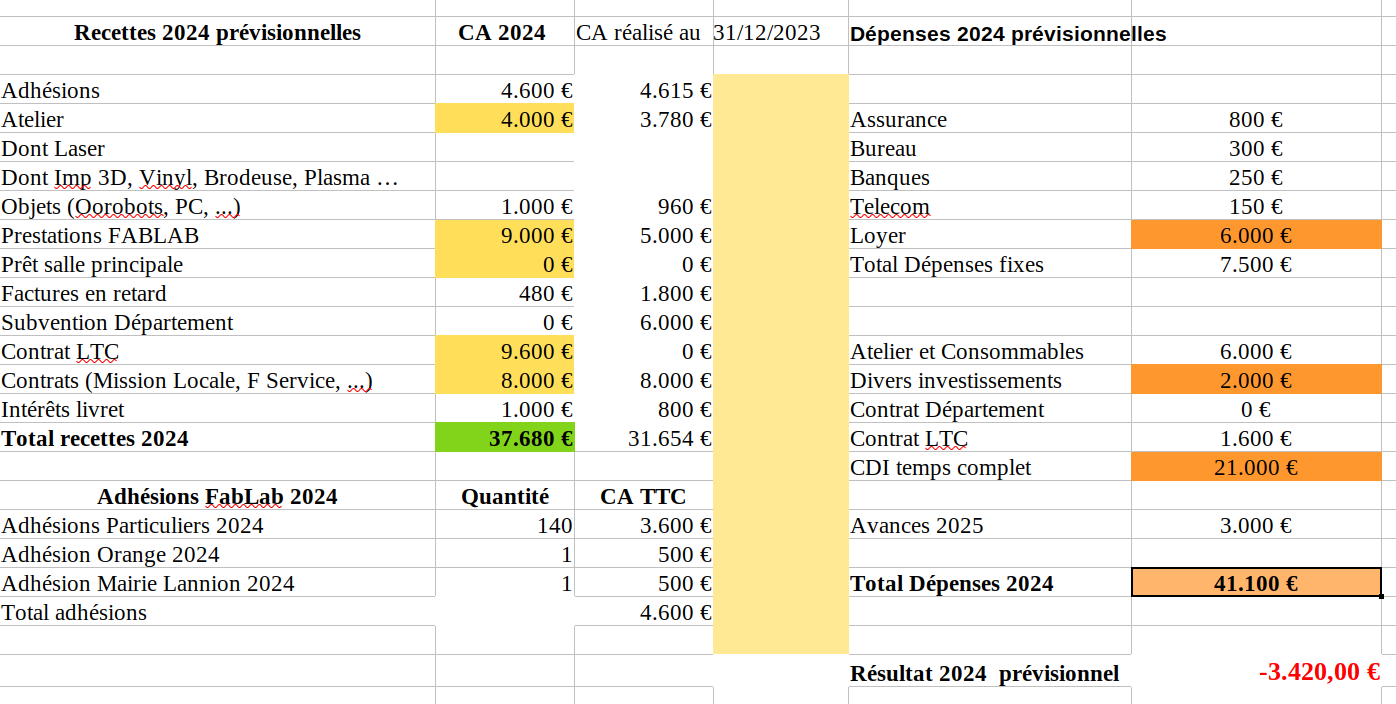 Recettes 2024 prévisionnelles CA 2024 CA réalisé au 31/12/2023 Dépenses 2024 prévisionnelles
Adhésions 4.600 € 4.615 €
Atelier 4.000 € 3.780 € Assurance 800 €
Dont Laser Bureau 300 €
Dont Imp 3D, Vinyl, Brodeuse, Plasma … Banques 250 €
Objets (Oorobots, PC, ...) 1.000 € 960 € Telecom 150 €
Prestations FABLAB 9.000 € 5.000 € Loyer 6.000 €
Prêt salle principale 0 € 0 € Total Dépenses fixes 7.500 €
Factures en retard 480 € 1.800 €
Subvention Département 0 € 6.000 €
Contrat LTC 9.600 € 0 € Atelier et Consommables 6.000 €
Contrats (Mission Locale, F Service, ...) 8.000 € 8.000 € Divers investissements 2.000 €
Intérêts livret 1.000 € 800 € Contrat Département 0 €
Total recettes 2024 37.680 € 31.654 € Contrat LTC 1.600 €
CDI temps complet 21.000 €
Adhésions FabLab 2024 Quantité CA TTC
Adhésions Particuliers 2024 140 3.600 € Avances 2025 3.000 €
Adhésion Orange 2024 1 500 €
Adhésion Mairie Lannion 2024 1 500 € Total Dépenses 2024 41.100 €
Total adhésions 4.600 €
Résultat 2024 prévisionnel -3.420,00 €